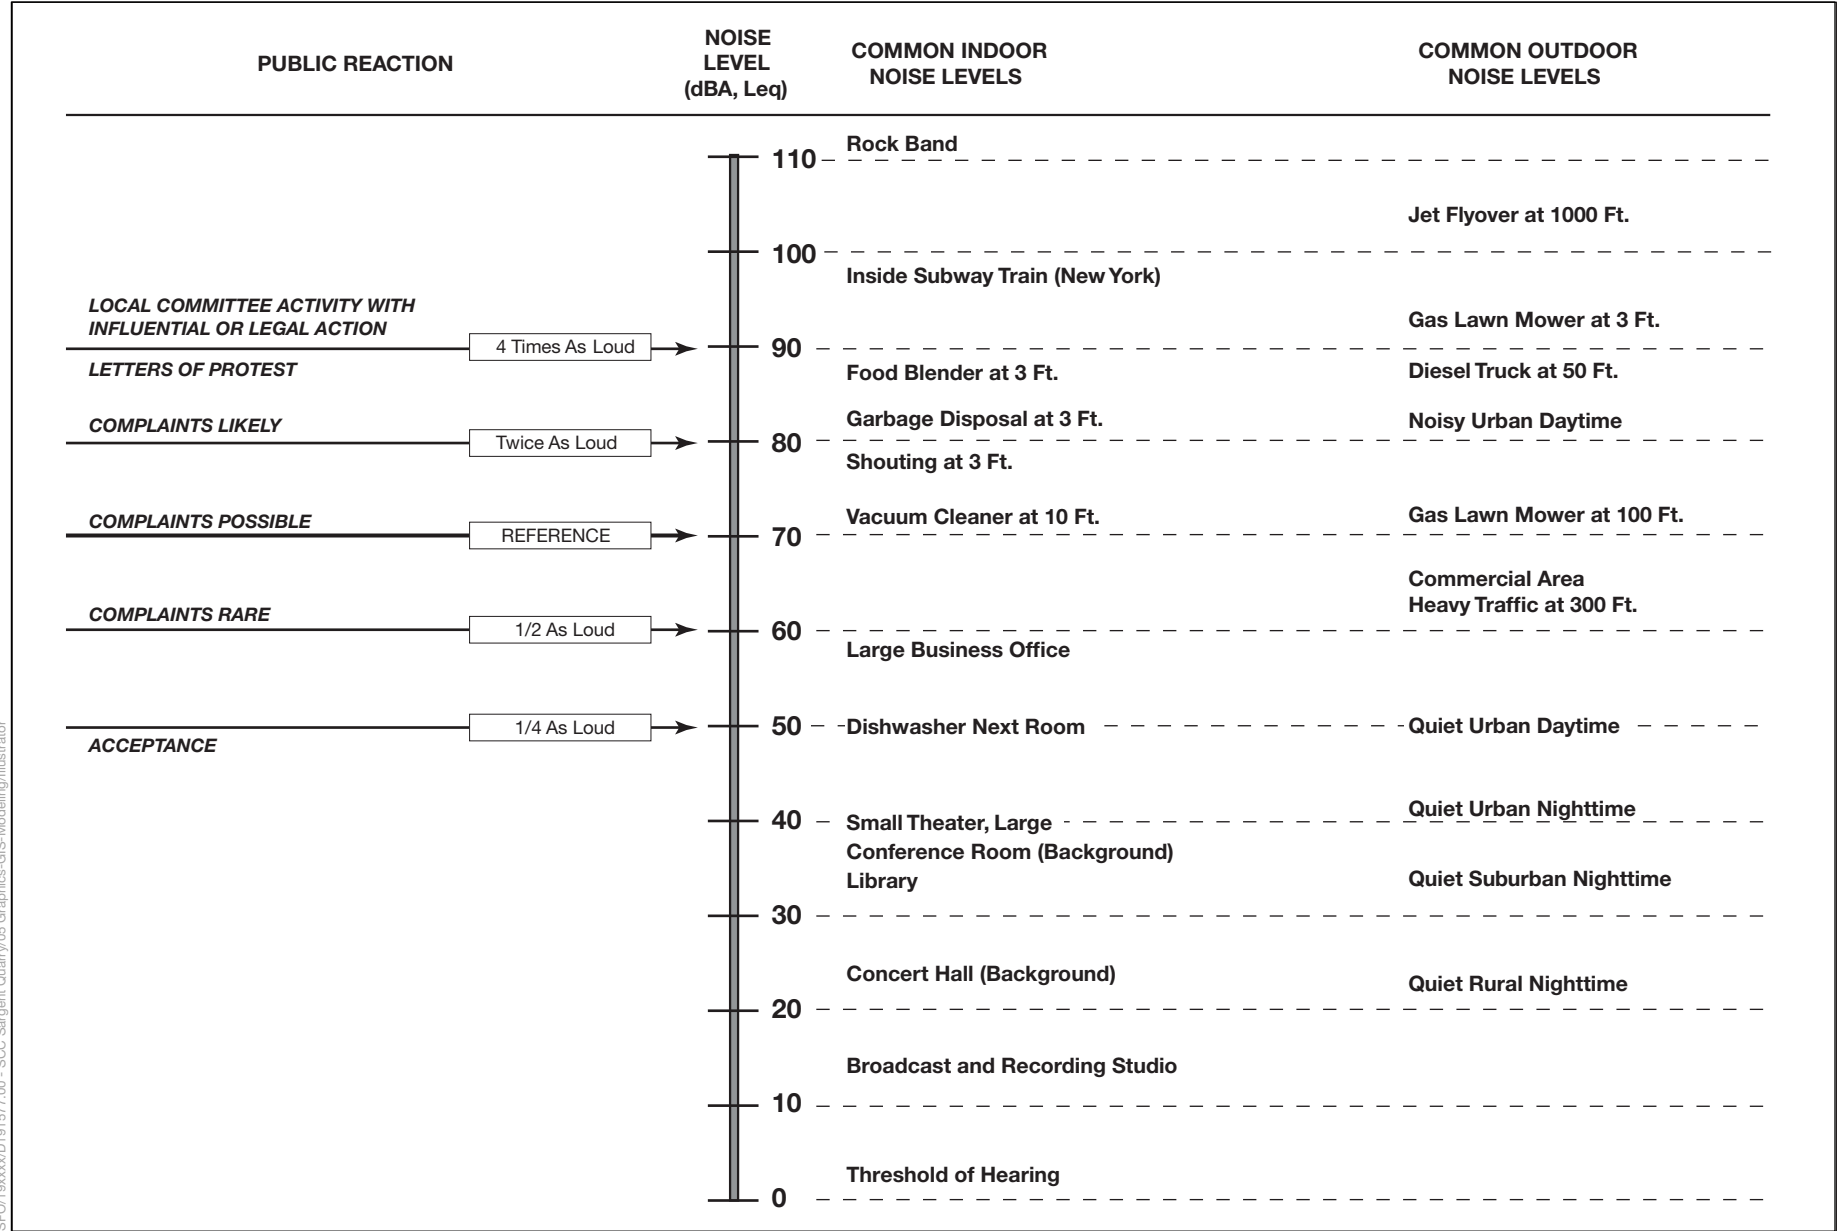 PUBLIC REACTION
NOISE
LEVEL
(dBA, Leq)
COMMON INDOOR
NOISE LEVELS
COMMON OUTDOOR
NOISE LEVELS
110
Rock Band
Jet Flyover at 1000 Ft.
100
Inside Subway Train (New York)
LOCAL COMMITTEE ACTIVITY WITH
INFLUENTIAL OR LEGAL ACTION
Gas Lawn Mower at 3 Ft.
4 Times As Loud
90
LETTERS OF PROTEST
Food Blender at 3 Ft.
Diesel Truck at 50 Ft.
COMPLAINTS LIKELY
Garbage Disposal at 3 Ft.
Noisy Urban Daytime
Twice As Loud
80
Shouting at 3 Ft.
COMPLAINTS POSSIBLE
Vacuum Cleaner at 10 Ft.
Gas Lawn Mower at 100 Ft.
REFERENCE
70
Commercial Area
Heavy Traffic at 300 Ft.
COMPLAINTS RARE
1/2 As Loud
60
Large Business Office
1/4 As Loud
50
Dishwasher Next Room
Quiet Urban Daytime
ACCEPTANCE
Quiet Urban Nighttime
40
Small Theater, Large
Conference Room (Background)
Library
Quiet Suburban Nighttime
30
Concert Hall (Background)
Quiet Rural Nighttime
20
Broadcast and Recording Studio
10
Threshold of Hearing
0